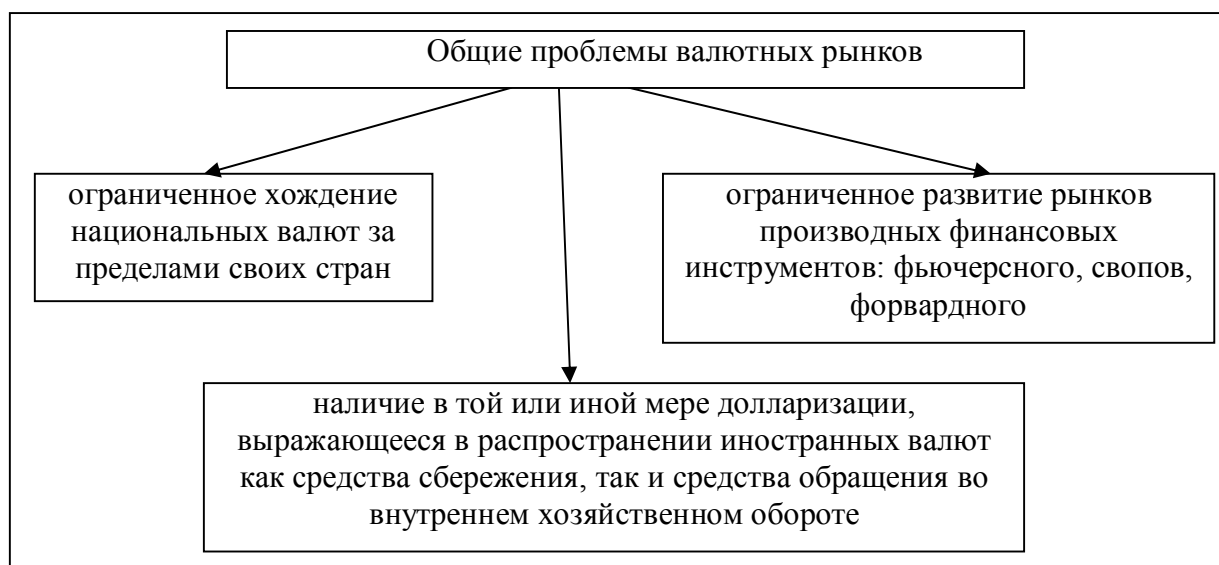 Общие проблемы валютных рынков
ограниченное хождение
национальных валют за
пределами своих стран
ограниченное развитие рынков
производных финансовых
инструментов: фьючерсного, свопов,
форвардного
наличие в той или иной мере долларизации,
выражающееся в распространении иностранных валют
как средства сбережения, так и средства обращения во
внутреннем хозяйственном обороте